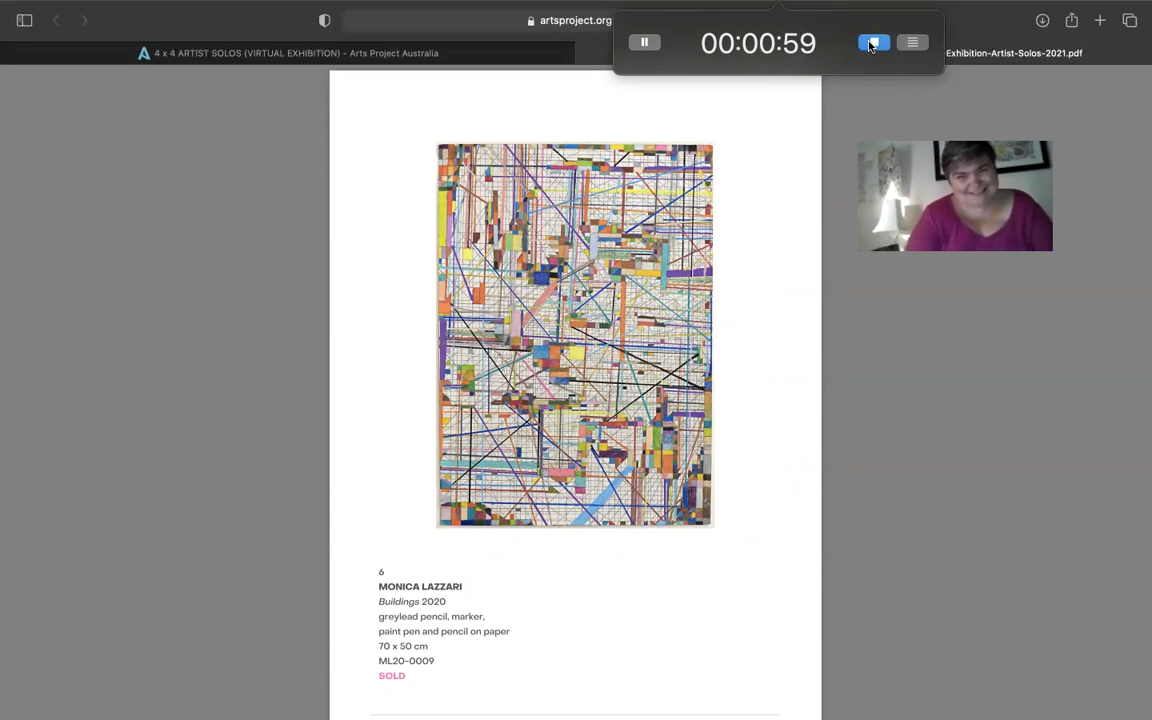 artsproject.org
00:00:59
4 x 4 ARTIST SOLOS (VIRTUAL EXHIBITION) - Arts Project Australia
Exhibition-Artist-Solos-2021.pdf
6
MONICA LAZZARI
Buildings 2020
greylead pencil, marker,
paint pen and pencil on paper
70 x 50 cm
ML20-0009
SOLD